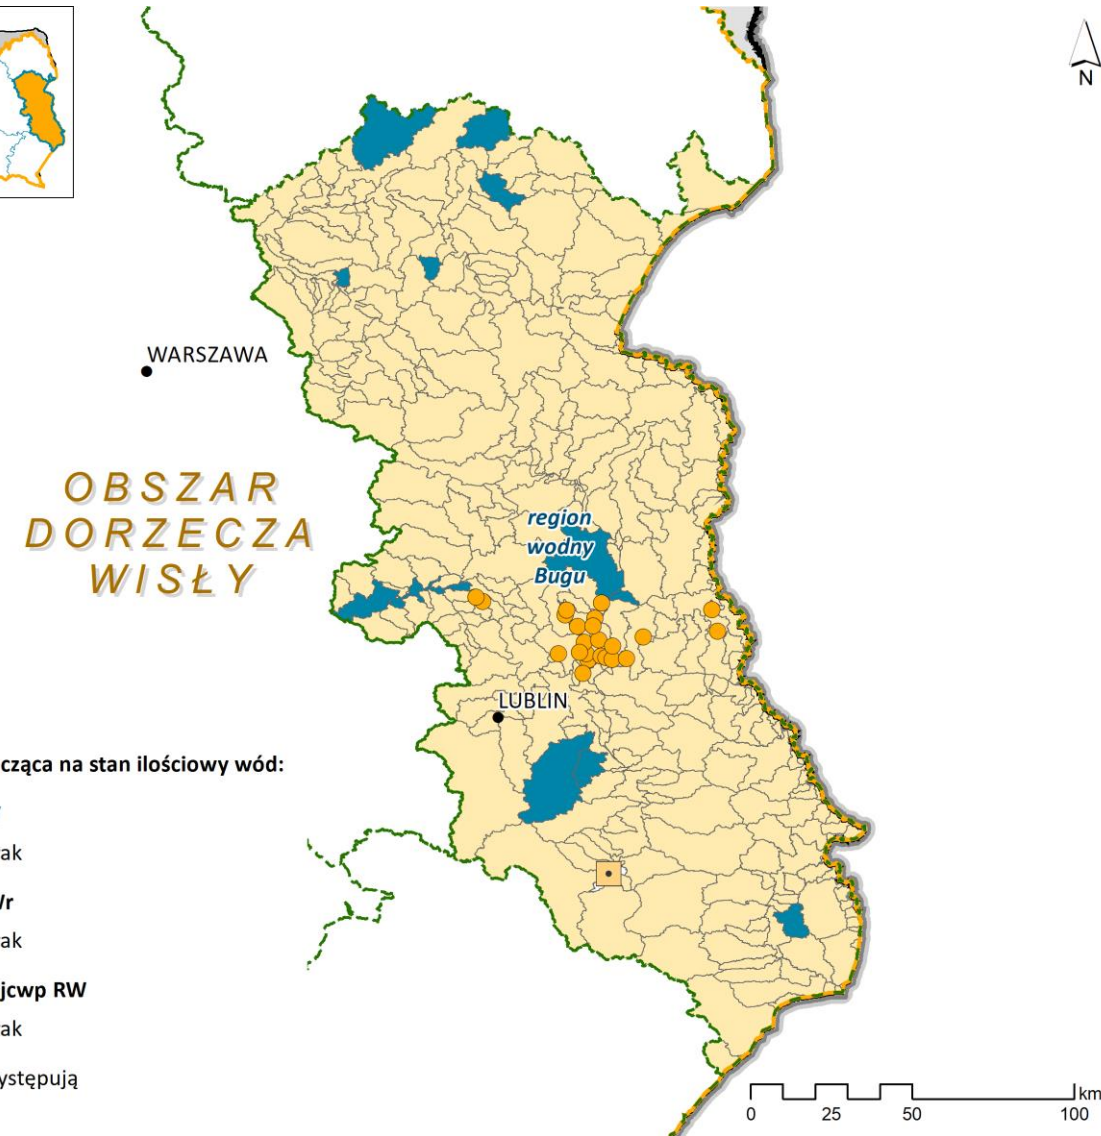 N
WARSZAWA
OBSZAR
DORZECZA
WISŁY
region
wodny
Bugu
LUBLIN
cząca na stan ilościowy wód:
ak
ak
jcwp RW
ak
ystępują
km
0 25 50 100